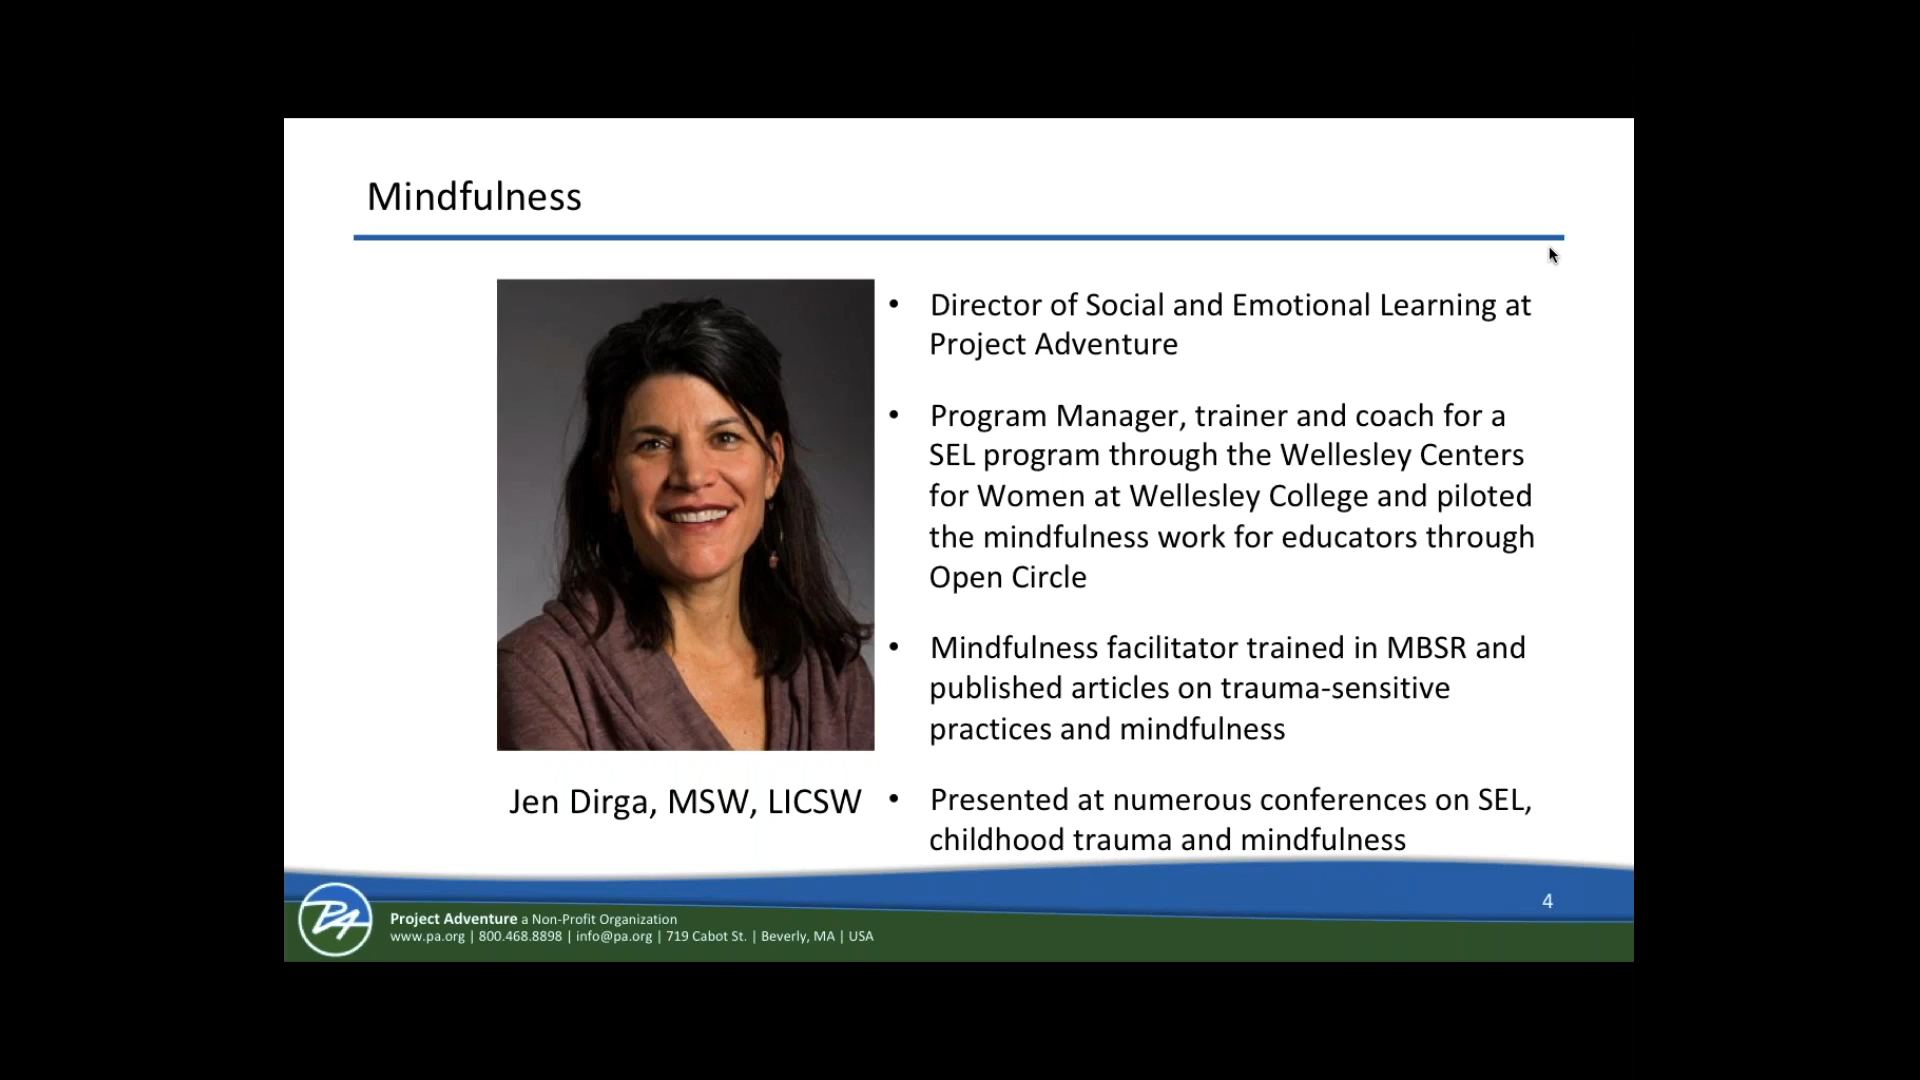 Mindfulness
• Director of Social and Emotional Learning at
Project Adventure
• Program Manager, trainer and coach for a
SEL program through the Wellesley Centers
for Women at Wellesley College and piloted
the mindfulness work for educators through
Open Circle
• Mindfulness facilitator trained in MBSR and
published articles on trauma-sensitive
practices and mindfulness
• Presented at numerous conferences on SEL,
childhood trauma and mindfulness
Jen Dirga, MSW, LICSW
4
PA
Project Adventure a Non-Profit Organization
www.pa.org | 800.468.8898 | info@pa.org | 719 Cabot St. | Beverly, MA | USA